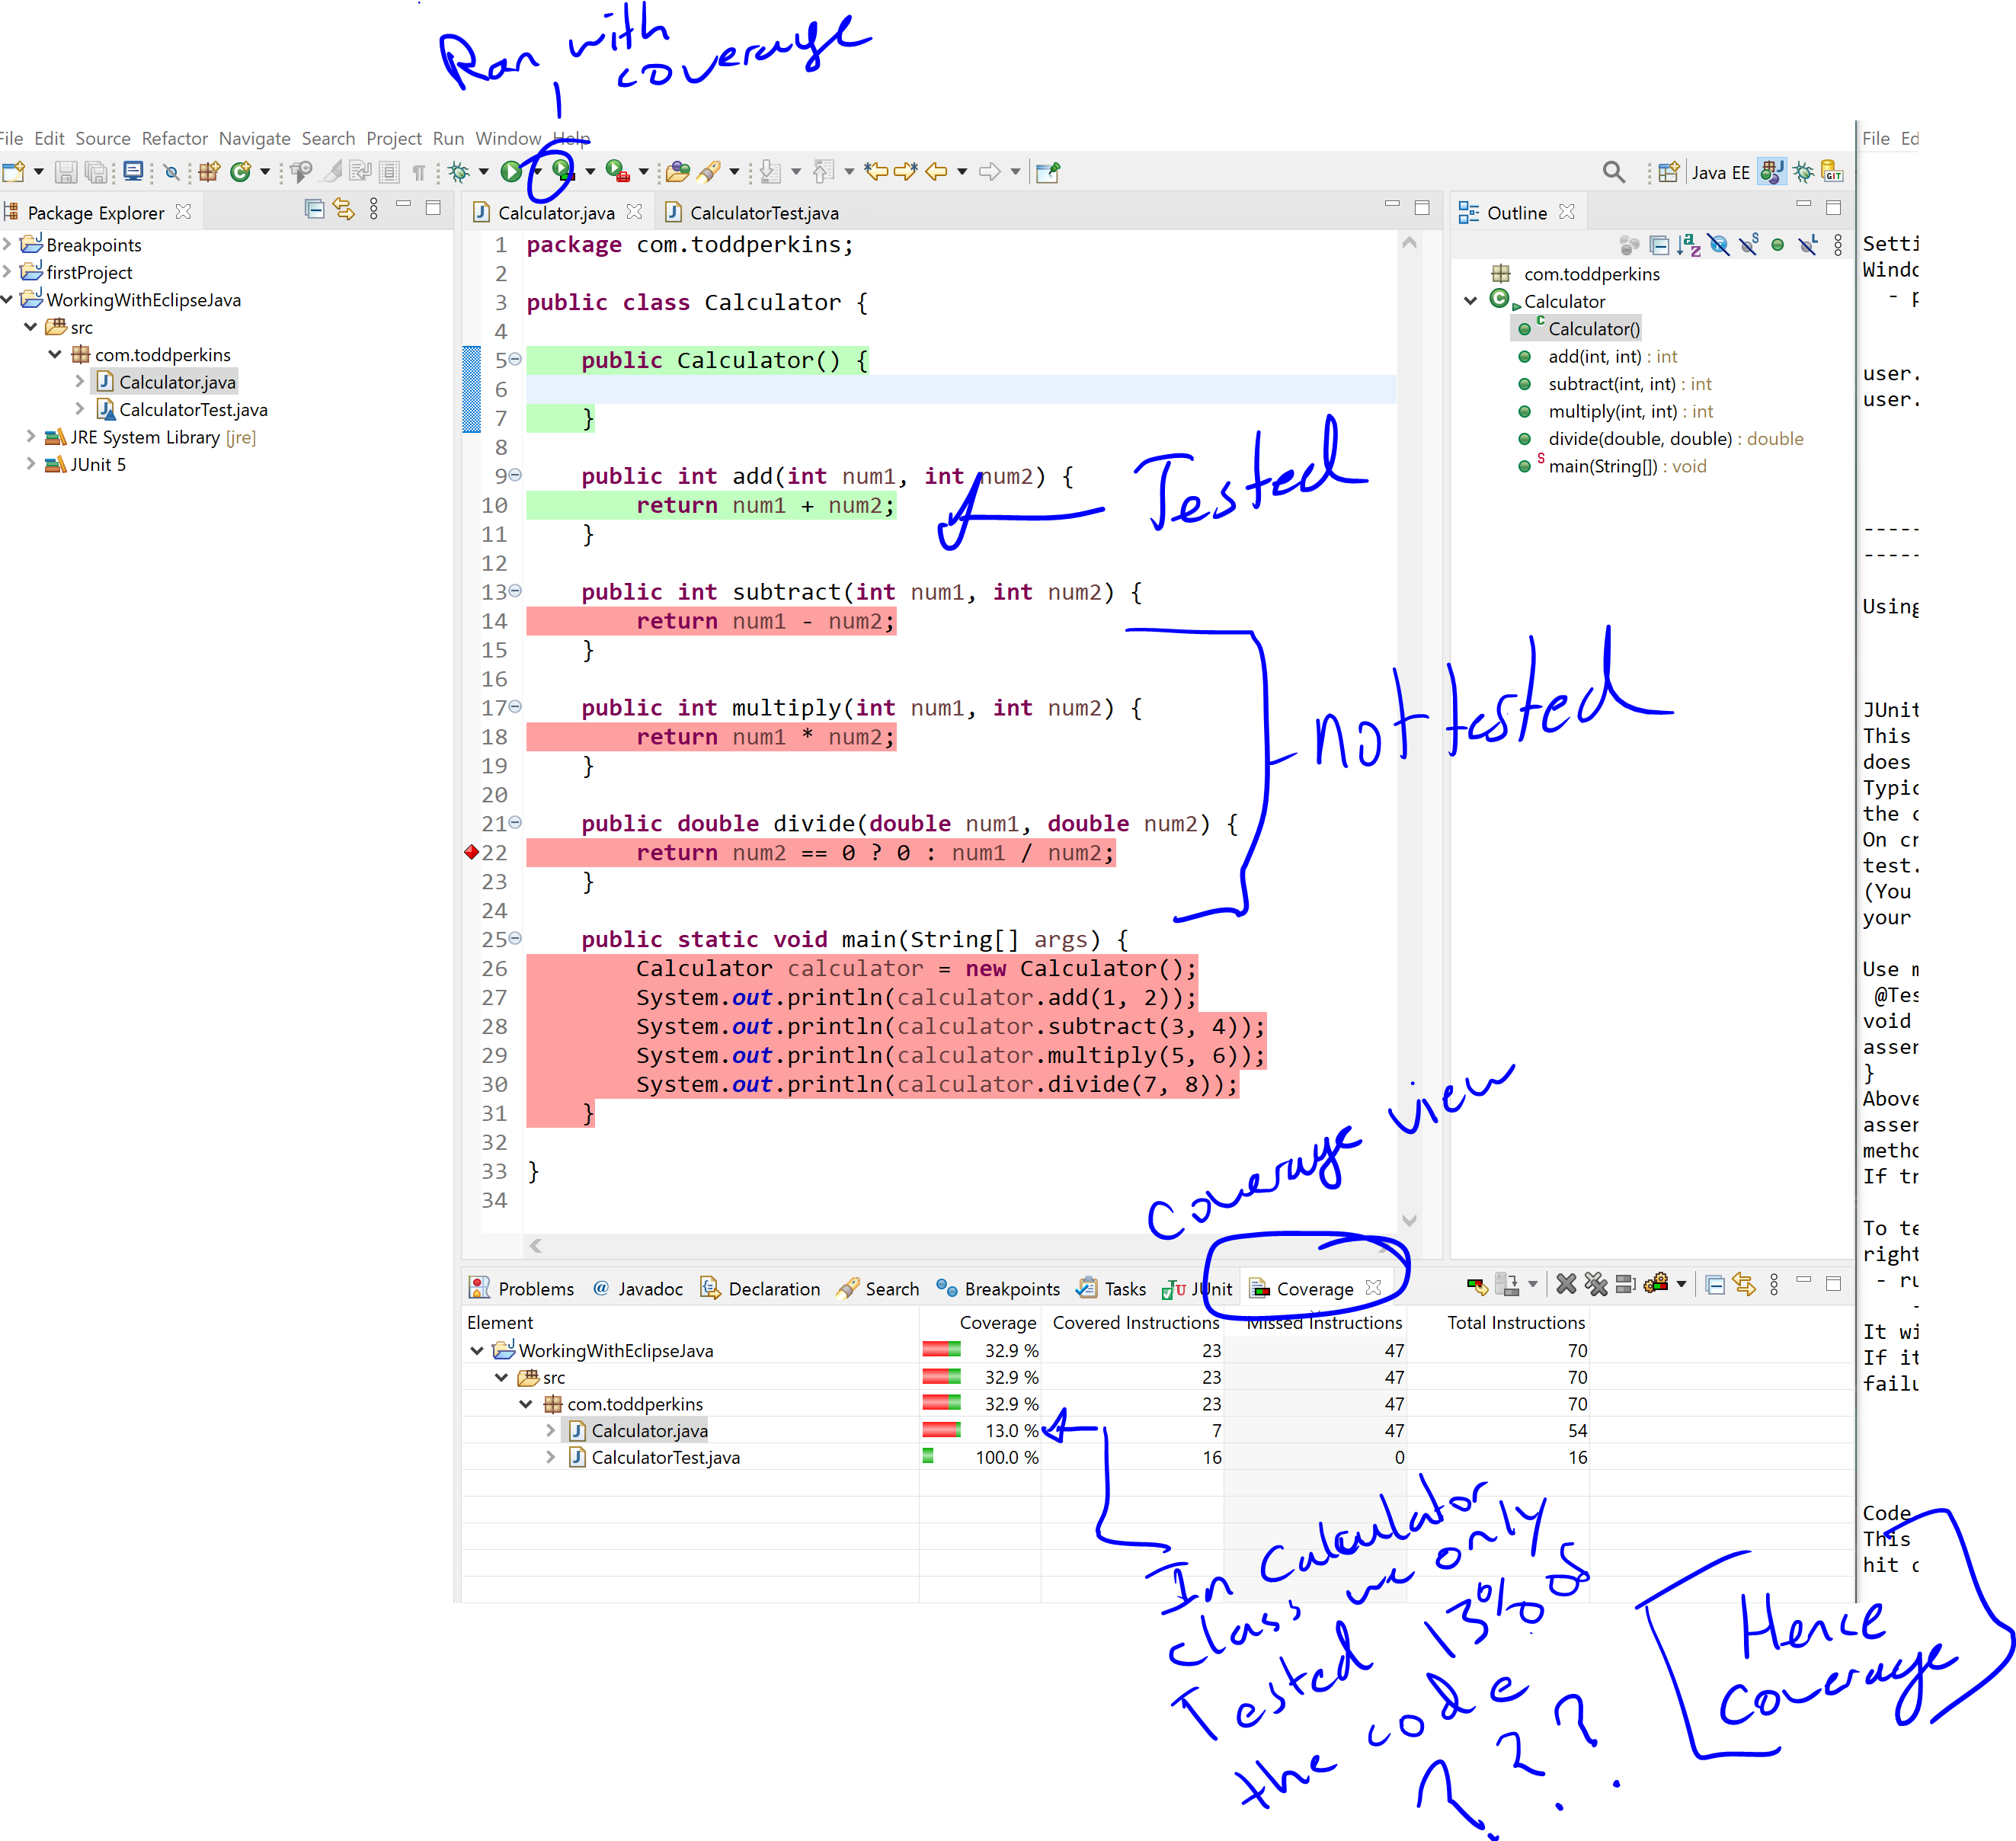 Ran with
coverage
File Edit Source Refactor Navigate Search Project Run Window Help
File Ed
Java EE
Package Explorer
Breakpoints
firstProject
WorkingWithEclipseJava
src
com.toddperkins
Calculator.java
CalculatorTest.java
JRE System Library [jre]
JUnit 5
Calculator.java
CalculatorTest.java
1 package com.toddperkins;
2
3 public class Calculator {
4
5 public Calculator() {
6
7 }
8
9 public int add(int num1, int num2) {
10 return num1 + num2;
11 }
12
13 public int subtract(int num1, int num2) {
14 return num1 - num2;
15 }
16
17 public int multiply(int num1, int num2) {
18 return num1 * num2;
19 }
20
21 public double divide(double num1, double num2) {
22 return num2 == 0 ? 0 : num1 / num2;
23 }
24
25 public static void main(String[] args) {
26 Calculator calculator = new Calculator();
27 System.out.println(calculator.add(1, 2));
28 System.out.println(calculator.subtract(3, 4));
29 System.out.println(calculator.multiply(5, 6));
30 System.out.println(calculator.divide(7, 8));
31 }
32
33 }
34
Tested
not tested
Coverage view
Outline
com.toddperkins
Calculator
Calculator()
add(int, int) : int
subtract(int, int) : int
multiply(int, int) : int
divide(double, double) : double
main(String[]) : void
Problems Javadoc Declaration Search Breakpoints Tasks JUnit Coverage
Element Coverage Covered Instructions Missed Instructions Total Instructions
WorkingWithEclipseJava 32.9 % 23 47 70
src 32.9 % 23 47 70
com.toddperkins 32.9 % 23 47 70
Calculator.java 13.0 % 7 47 54
CalculatorTest.java 100.0 % 16 0 16
In Calculator
class we only
Tested 13% of
the code
? ? ?
Hence
Coverage
Setti
Windo
- p
user.
user.
-----
-----
Using
JUnit
This
does
Typic
the c
On cr
test.
(You
your
Use m
@Tes
void
asser
}
Above
asser
metho
If tr
To te
right
- ru
-
It wi
If it
failu
Code
This
hit c